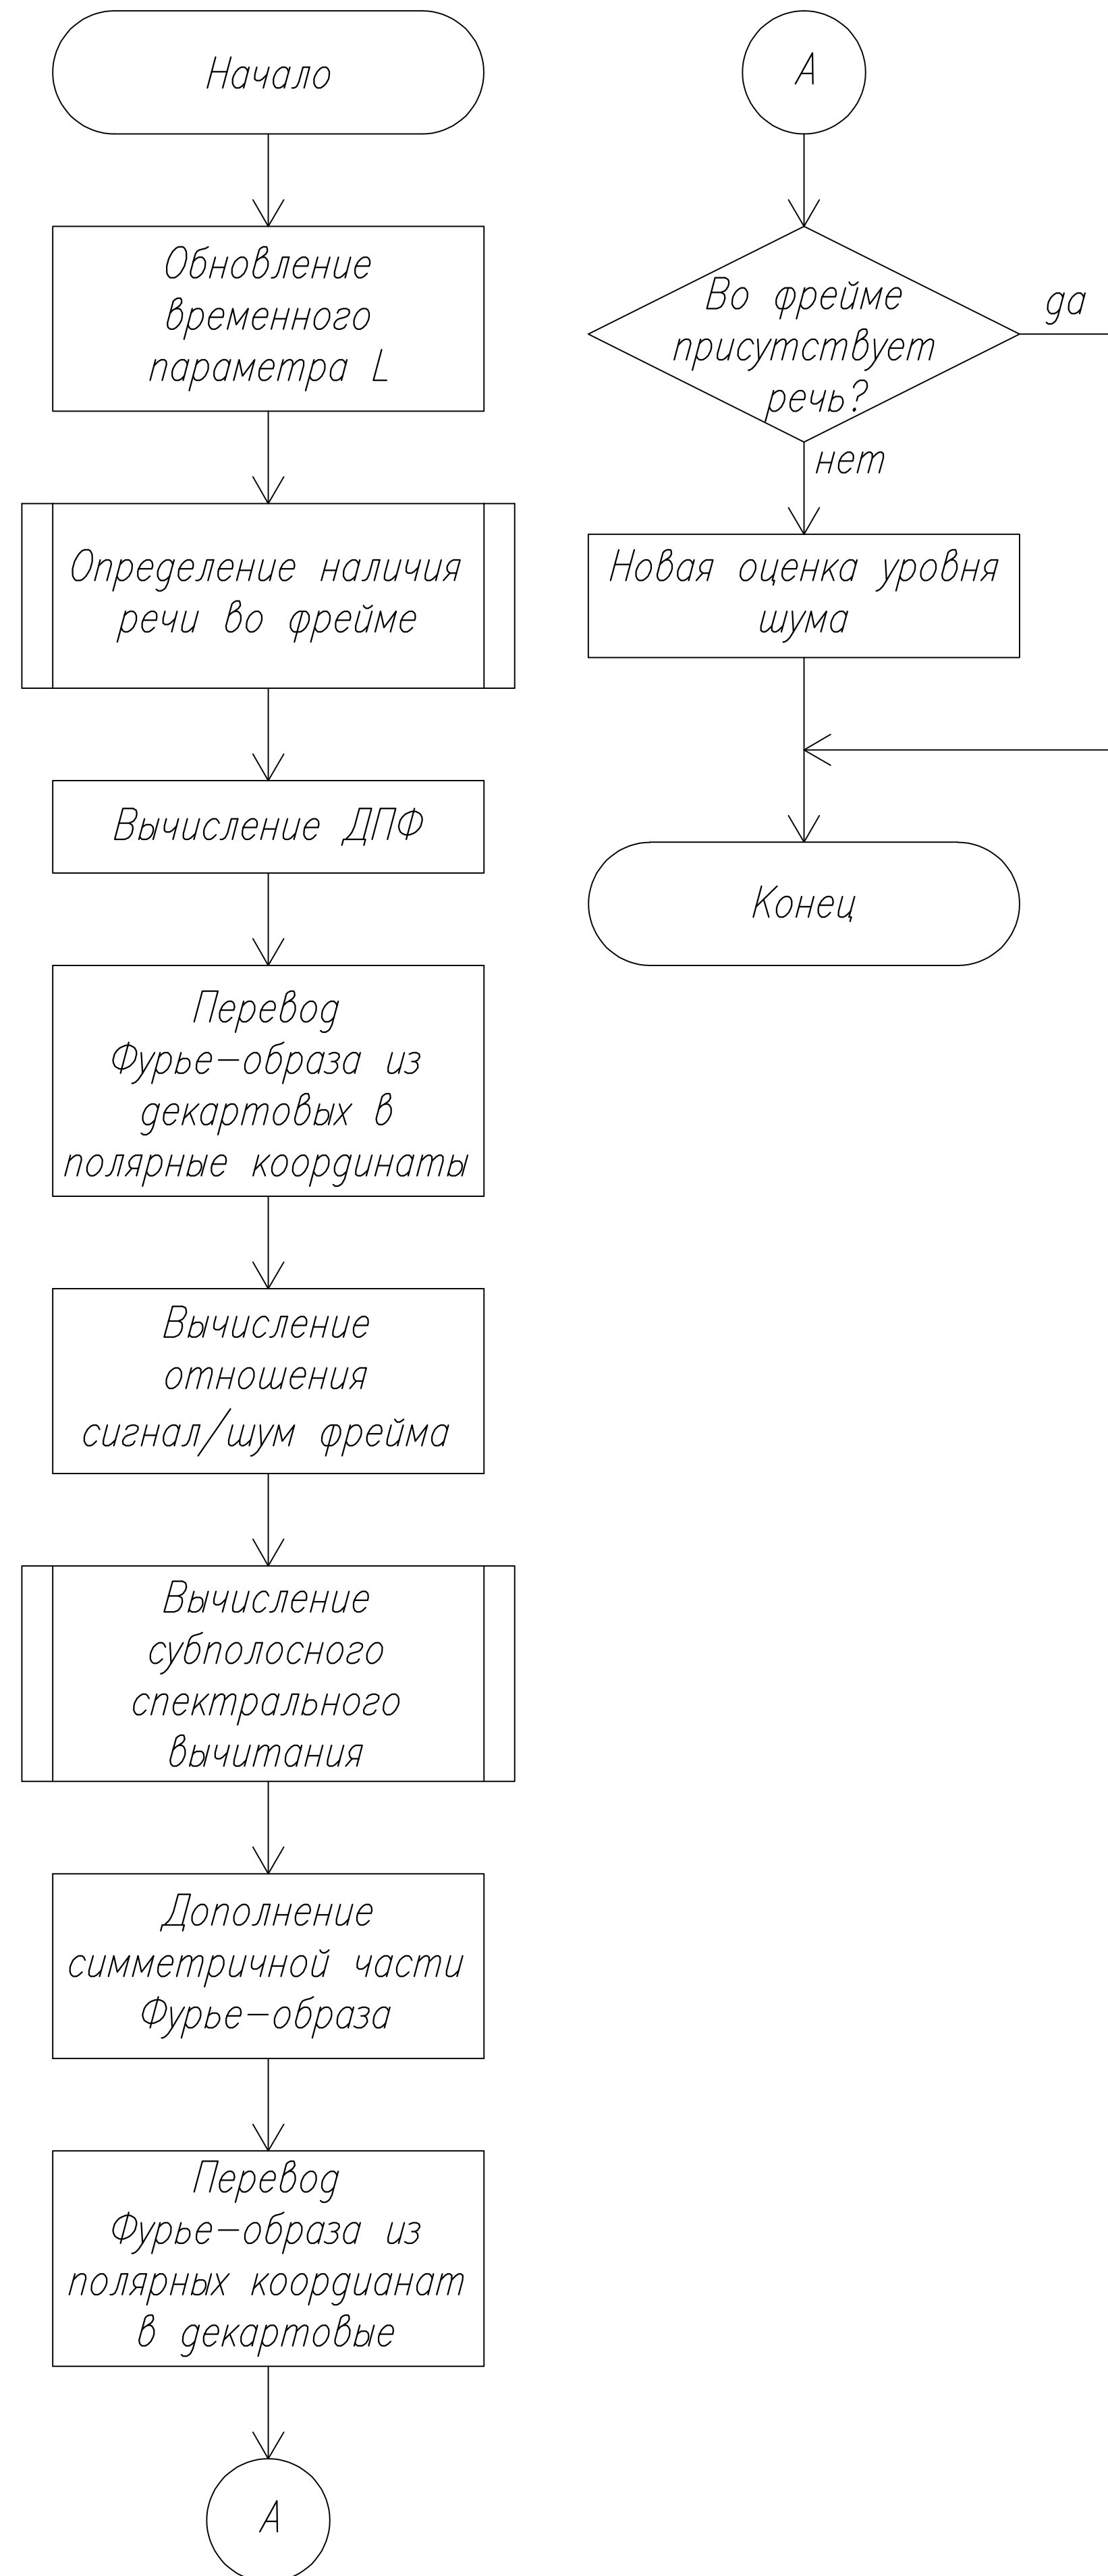 Начало
Обновление
временного
параметра L
Определение наличия
речи во фрейме
Вычисление ДПФ
Перевод
Фурье-образа из
декартовых в
полярные координаты
Вычисление
отношения
сигнал/шум фрейма
Вычисление
субполосного
спектрального
вычитания
Дополнение
симметричной части
Фурье-образа
Перевод
Фурье-образа из
полярных коордианат
в декартовые
А
А
Во фрейме
присутствует
речь?
да
нет
Новая оценка уровня
шума
Конец